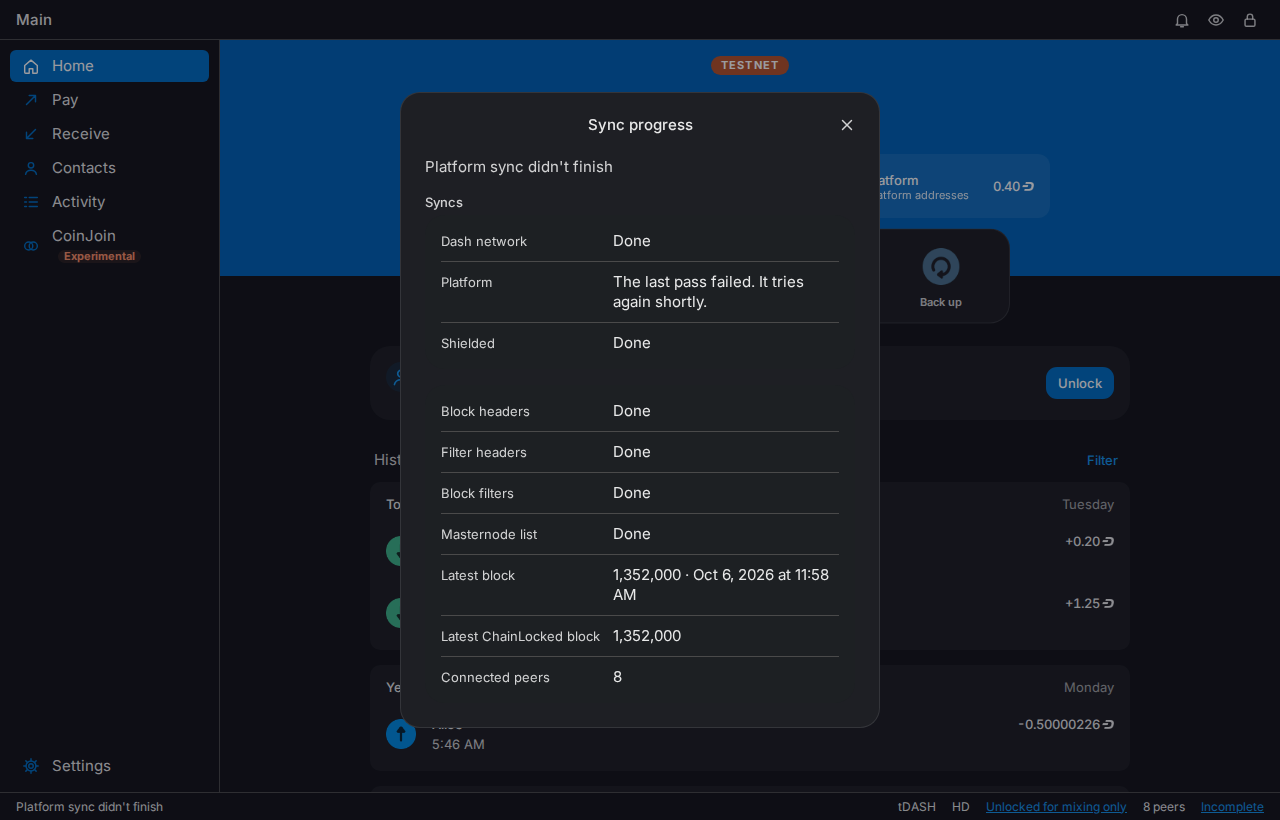 Main
Home
Pay
Receive
Contacts
Activity
CoinJoin
Experimental
Settings
TESTNET
atform
atform addresses
0.40
Back up
Unlock
Sync progress
Platform sync didn't finish
Syncs
Dash network Done
Platform The last pass failed. It tries
again shortly.
Shielded Done
Block headers Done
Filter headers Done
Block filters Done
Masternode list Done
Latest block 1,352,000 · Oct 6, 2026 at 11:58
AM
Latest ChainLocked block 1,352,000
Connected peers 8
Hist
Filter
To
Tuesday
+0.20
+1.25
Ye
Monday
-0.50000226
5:46 AM
Platform sync didn't finish
tDASH HD Unlocked for mixing only 8 peers Incomplete